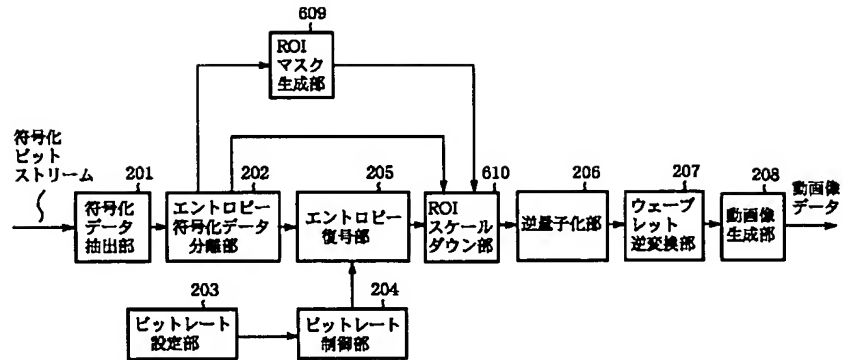 609
ROI
マスク
生成部
符号化
ビット
ストリーム
201
符号化
データ
抽出部
202
エントロピー
符号化データ
分離部
205
エントロピー
復号部
610
ROI
スケール
ダウン部
206
逆量子化部
207
ウェーブ
レット
逆変換部
208
動画像
生成部
動画像
データ
203
ビットレート
設定部
204
ビットレート
制御部